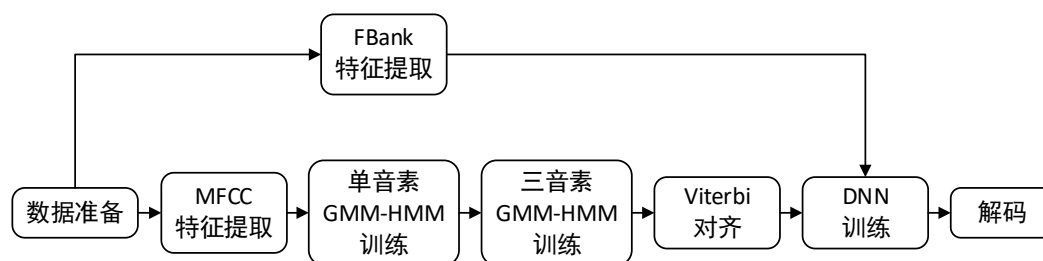 FBank
特征提取
数据准备
MFCC
特征提取
单音素
GMM-HMM
训练
三音素
GMM-HMM
训练
Viterbi
对齐
DNN
训练
解码